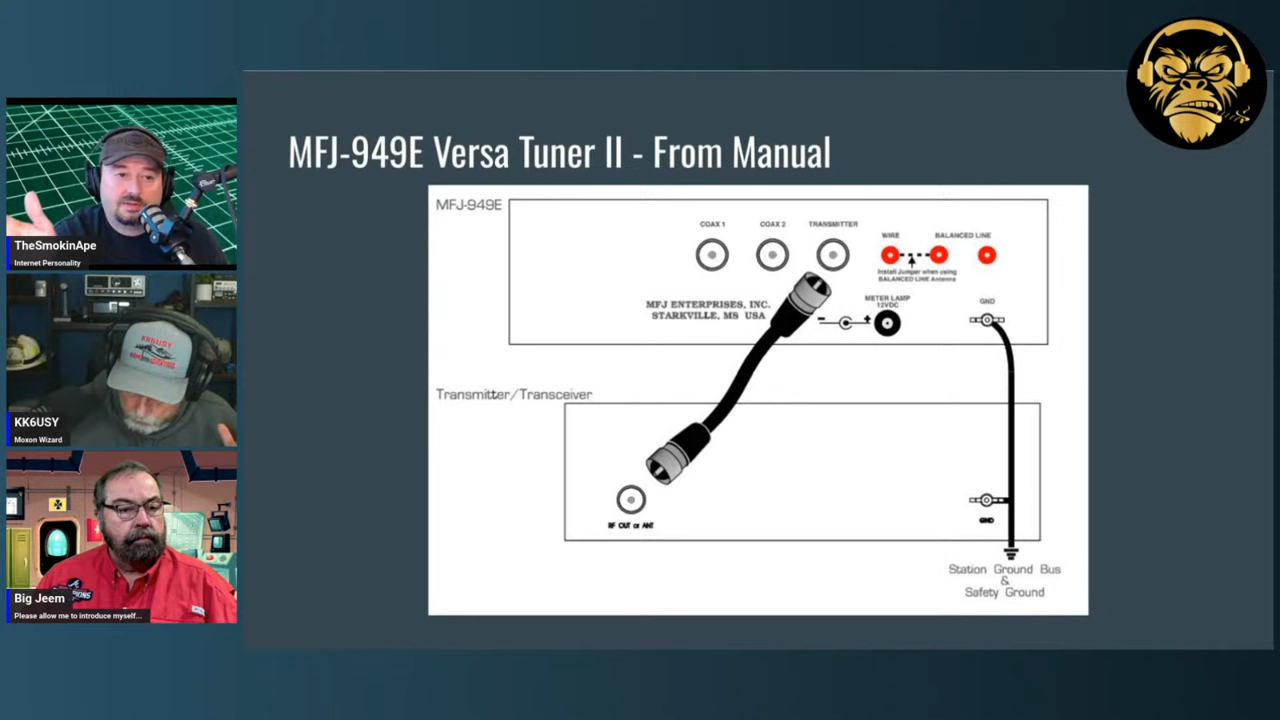 MFJ-949E Versa Tuner II - From Manual
MFJ-949E
COAX 1
COAX 2
TRANSMITTER
WIRE
BALANCED LINE
Install Jumper when using
BALANCED LINE Antenna
MFJ ENTERPRISES, INC.
STARKVILLE, MS USA
METER LAMP
12VDC
- +
GND
Transmitter/Transceiver
RF OUT or ANT
GND
Station Ground Bus
&
Safety Ground
TheSmokinApe
Internet Personality
KK6USY
KK6USY
Moxon Wizard
Big Jeem
Please allow me to introduce myself...